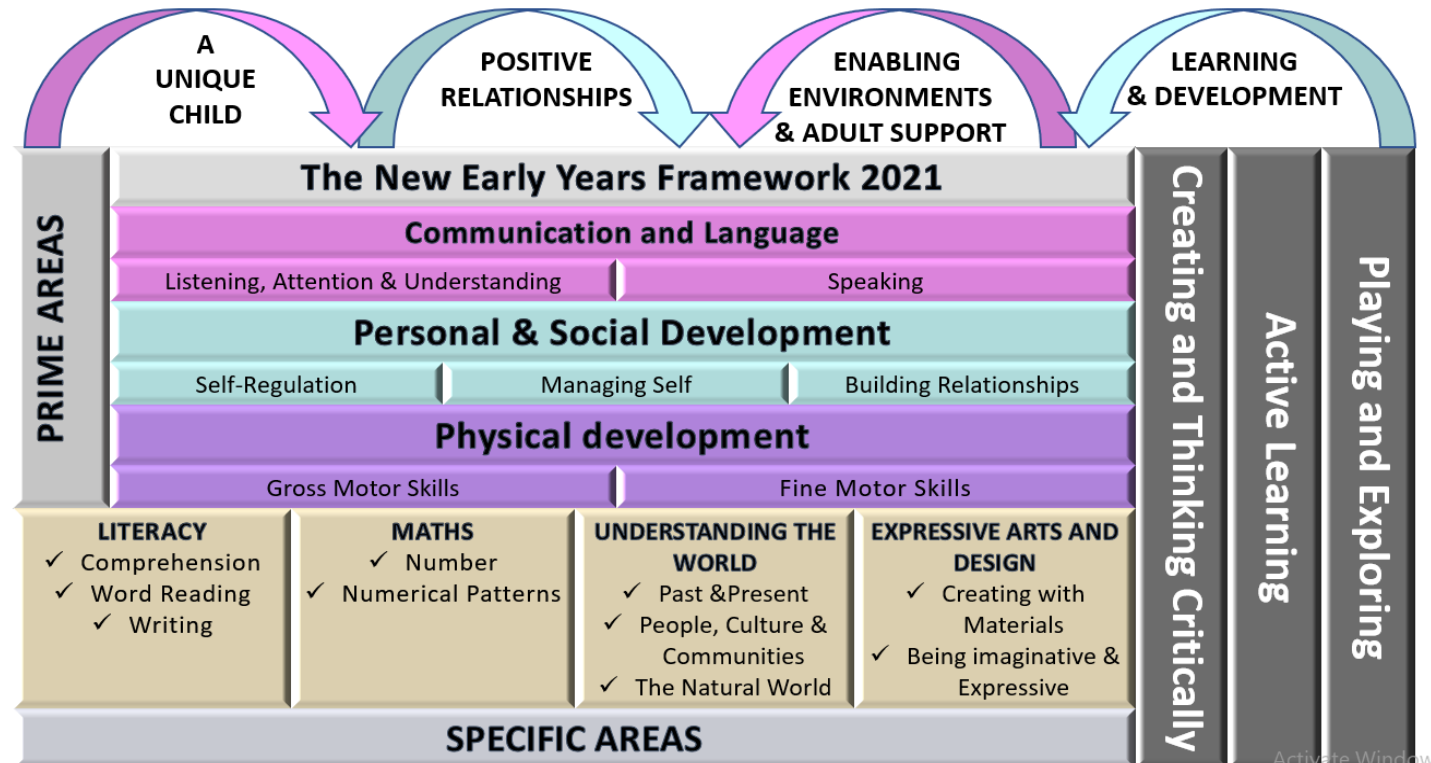 A
UNIQUE
CHILD
POSITIVE
RELATIONSHIPS
ENABLING
ENVIRONMENTS
& ADULT SUPPORT
LEARNING
& DEVELOPMENT
PRIME AREAS
The New Early Years Framework 2021
Communication and Language
Listening, Attention & Understanding
Speaking
Personal & Social Development
Self-Regulation
Managing Self
Building Relationships
Physical development
Gross Motor Skills
Fine Motor Skills
LITERACY
✓ Comprehension
✓ Word Reading
✓ Writing
MATHS
✓ Number
✓ Numerical Patterns
UNDERSTANDING THE
WORLD
✓ Past &Present
✓ People, Culture &
Communities
✓ The Natural World
EXPRESSIVE ARTS AND
DESIGN
✓ Creating with
Materials
✓ Being imaginative &
Expressive
SPECIFIC AREAS
Creating and Thinking Critically
Active Learning
Playing and Exploring
Activate Window